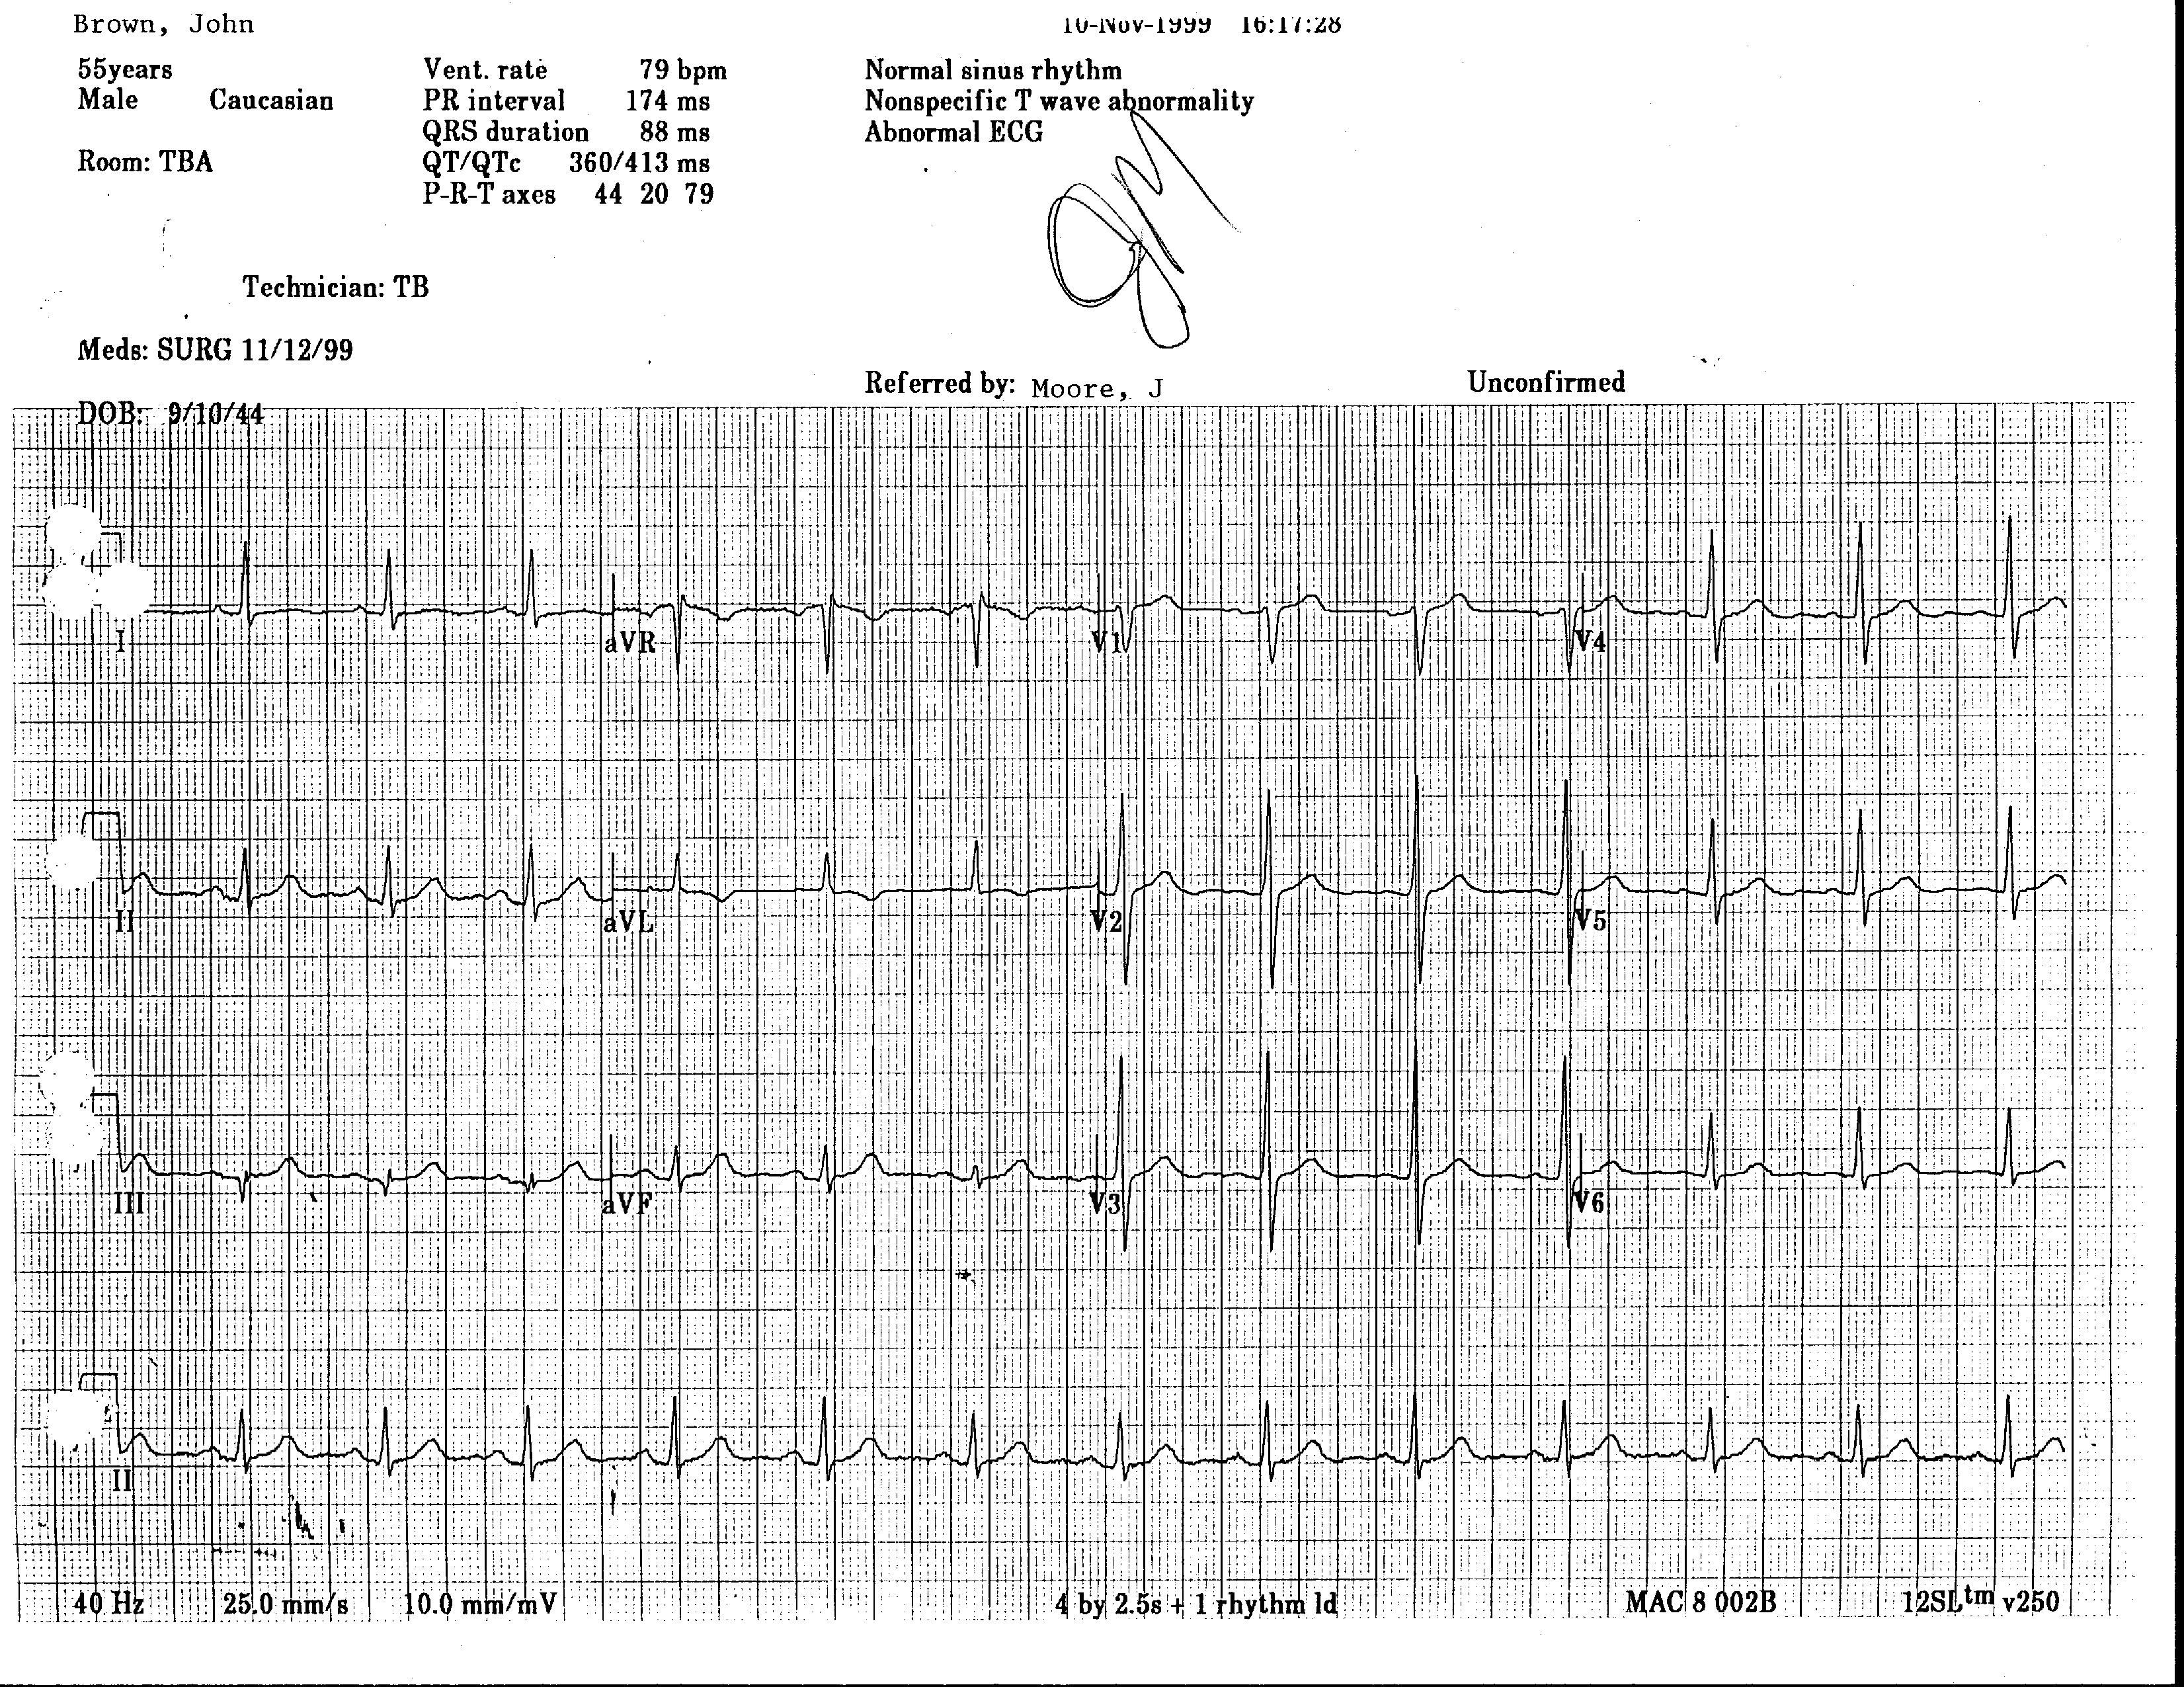 Brown, John
10-Nov-1999 16:17:28
55years
Male Caucasian
Room: TBA
Vent. rate 79 bpm
PR interval 174 ms
QRS duration 88 ms
QT/QTc 360/413 ms
P-R-T axes 44 20 79
Normal sinus rhythm
Nonspecific T wave abnormality
Abnormal ECG
Technician: TB
Meds: SURG 11/12/99
Referred by: Moore, J
Unconfirmed
DOB: 9/10/44
I aVR V1 V4
II aVL V2 V5
III aVF V3 V6
II
40 Hz 25.0 mm/s 10.0 mm/mV 4 by 2.5s + 1 rhythm ld MAC 8 002B 12SLtm v250